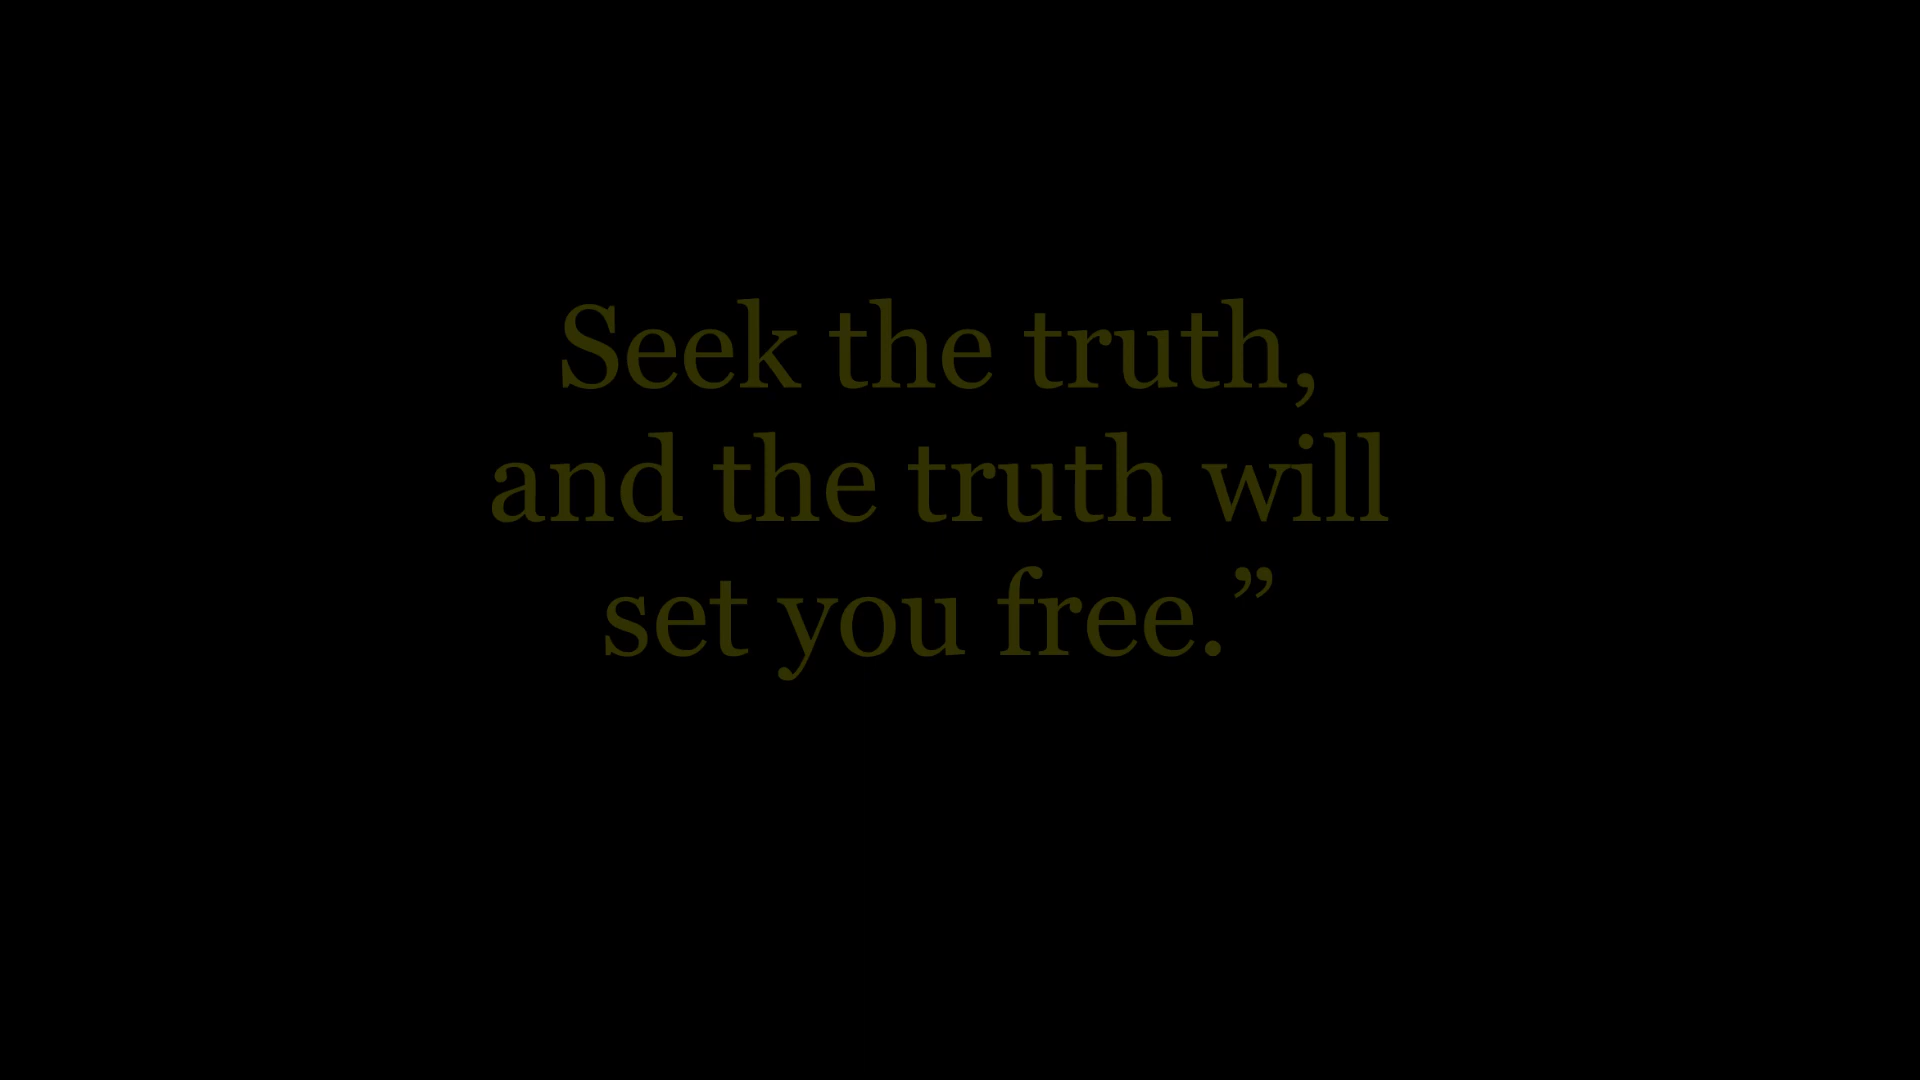 Seek the truth,
and the truth will
set you free.”